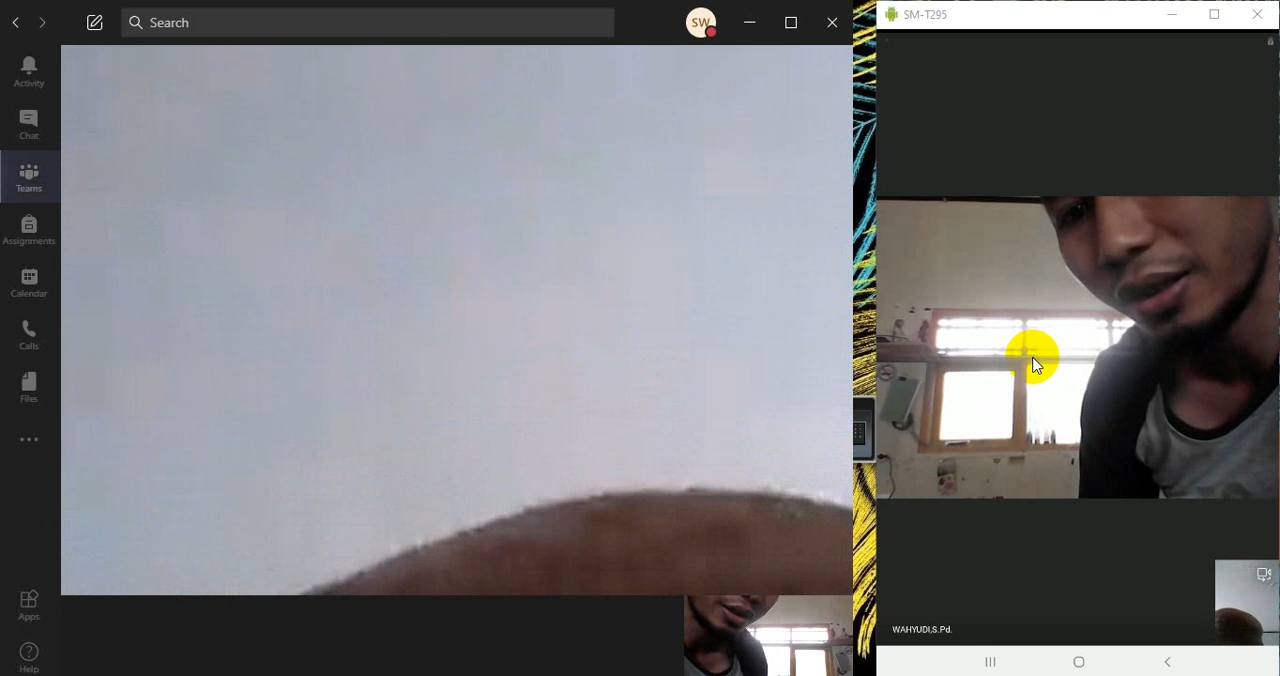 Search
SW
Activity
Chat
Teams
Assignments
Calendar
Calls
Files
Apps
Help
SM-T295
WAHYUDI,S.Pd.